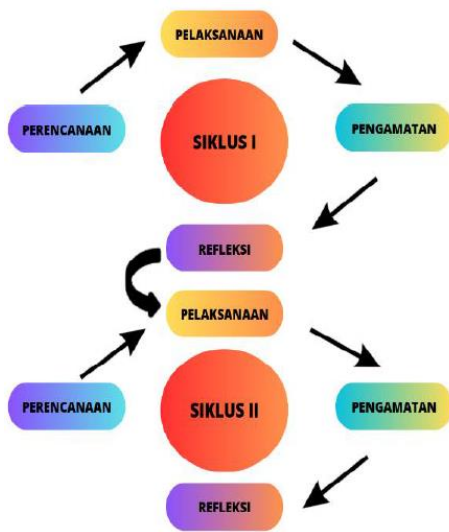 PELAKSANAAN
PERENCANAAN
SIKLUS I
PENGAMATAN
REFLEKSI
PELAKSANAAN
PERENCANAAN
SIKLUS II
PENGAMATAN
REFLEKSI